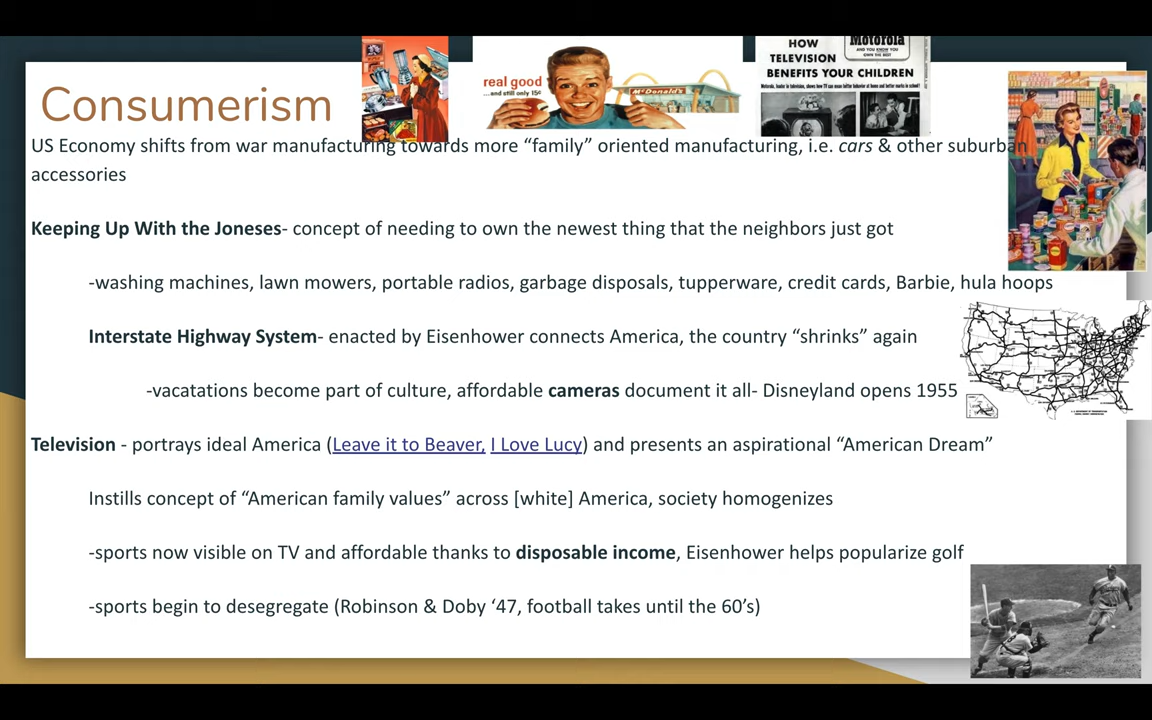 real good
...and still only 15¢
McDonald's
HOW
TELEVISION
BENEFITS YOUR CHILDREN
Motorola
Consumerism
US Economy shifts from war manufacturing towards more “family” oriented manufacturing, i.e. cars & other suburban
accessories
Keeping Up With the Joneses- concept of needing to own the newest thing that the neighbors just got
-washing machines, lawn mowers, portable radios, garbage disposals, tupperware, credit cards, Barbie, hula hoops
Interstate Highway System- enacted by Eisenhower connects America, the country “shrinks” again
-vacatations become part of culture, affordable cameras document it all- Disneyland opens 1955
Television - portrays ideal America (Leave it to Beaver, I Love Lucy) and presents an aspirational “American Dream”
Instills concept of “American family values” across [white] America, society homogenizes
-sports now visible on TV and affordable thanks to disposable income, Eisenhower helps popularize golf
-sports begin to desegregate (Robinson & Doby ‘47, football takes until the 60’s)